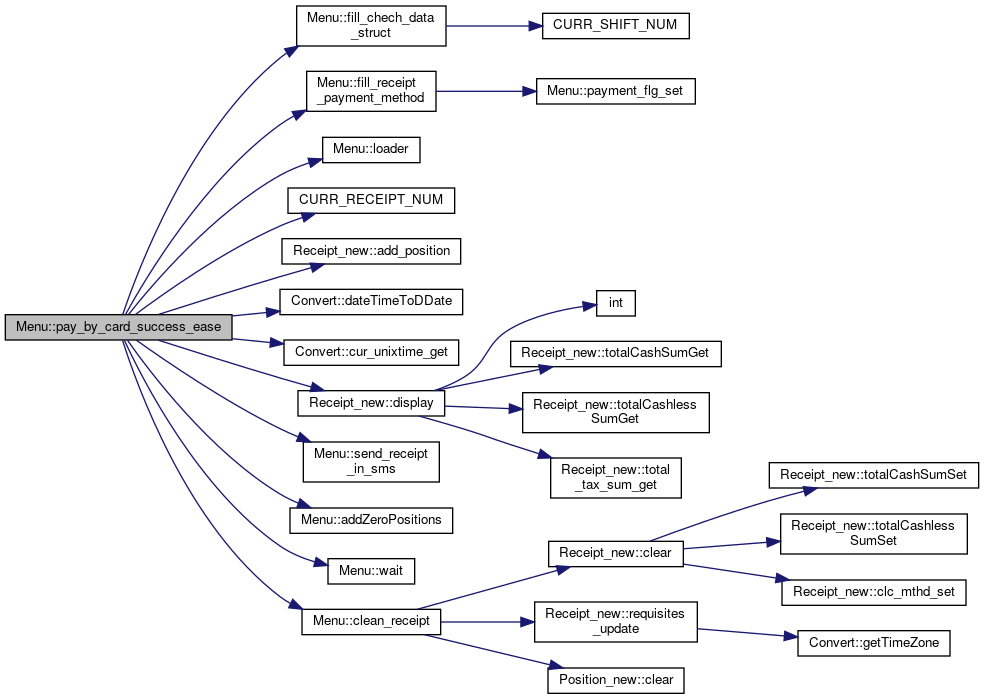 Menu::fill_chech_data
_struct
CURR_SHIFT_NUM
Menu::fill_receipt
_payment_method
Menu::payment_flg_set
Menu::loader
CURR_RECEIPT_NUM
Receipt_new::add_position
Convert::dateTimeToDDate
int
Menu::pay_by_card_success_ease
Convert::cur_unixtime_get
Receipt_new::totalCashSumGet
Receipt_new::display
Receipt_new::totalCashless
SumGet
Menu::send_receipt
_in_sms
Receipt_new::total
_tax_sum_get
Receipt_new::totalCashSumSet
Menu::addZeroPositions
Receipt_new::totalCashless
SumSet
Receipt_new::clear
Menu::wait
Receipt_new::clc_mthd_set
Menu::clean_receipt
Receipt_new::requisites
_update
Convert::getTimeZone
Position_new::clear